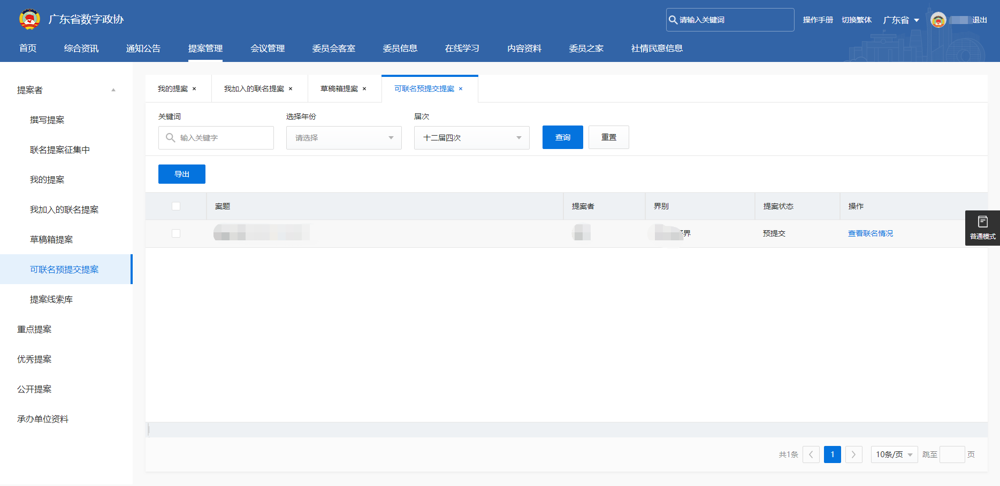 广东省数字政协
请输入关键词
操作手册 切换繁体 广东省 退出
首页 综合资讯 通知公告 提案管理 会议管理 委员会客室 委员信息 在线学习 内容资料 委员之家 社情民意信息
提案者
撰写提案
联名提案征集中
我的提案
我加入的联名提案
草稿箱提案
可联名预提交提案
提案线索库
重点提案
优秀提案
公开提案
承办单位资料
我的提案 × 我加入的联名提案 × 草稿箱提案 × 可联名预提交提案 ×
关键词 选择年份 届次
输入关键字 请选择 十二届四次 查询 重置
导出
案题 提案者 界别 提案状态 操作
界 预提交 查看联名情况
普通模式
共1条 1 10条/页 跳至 页